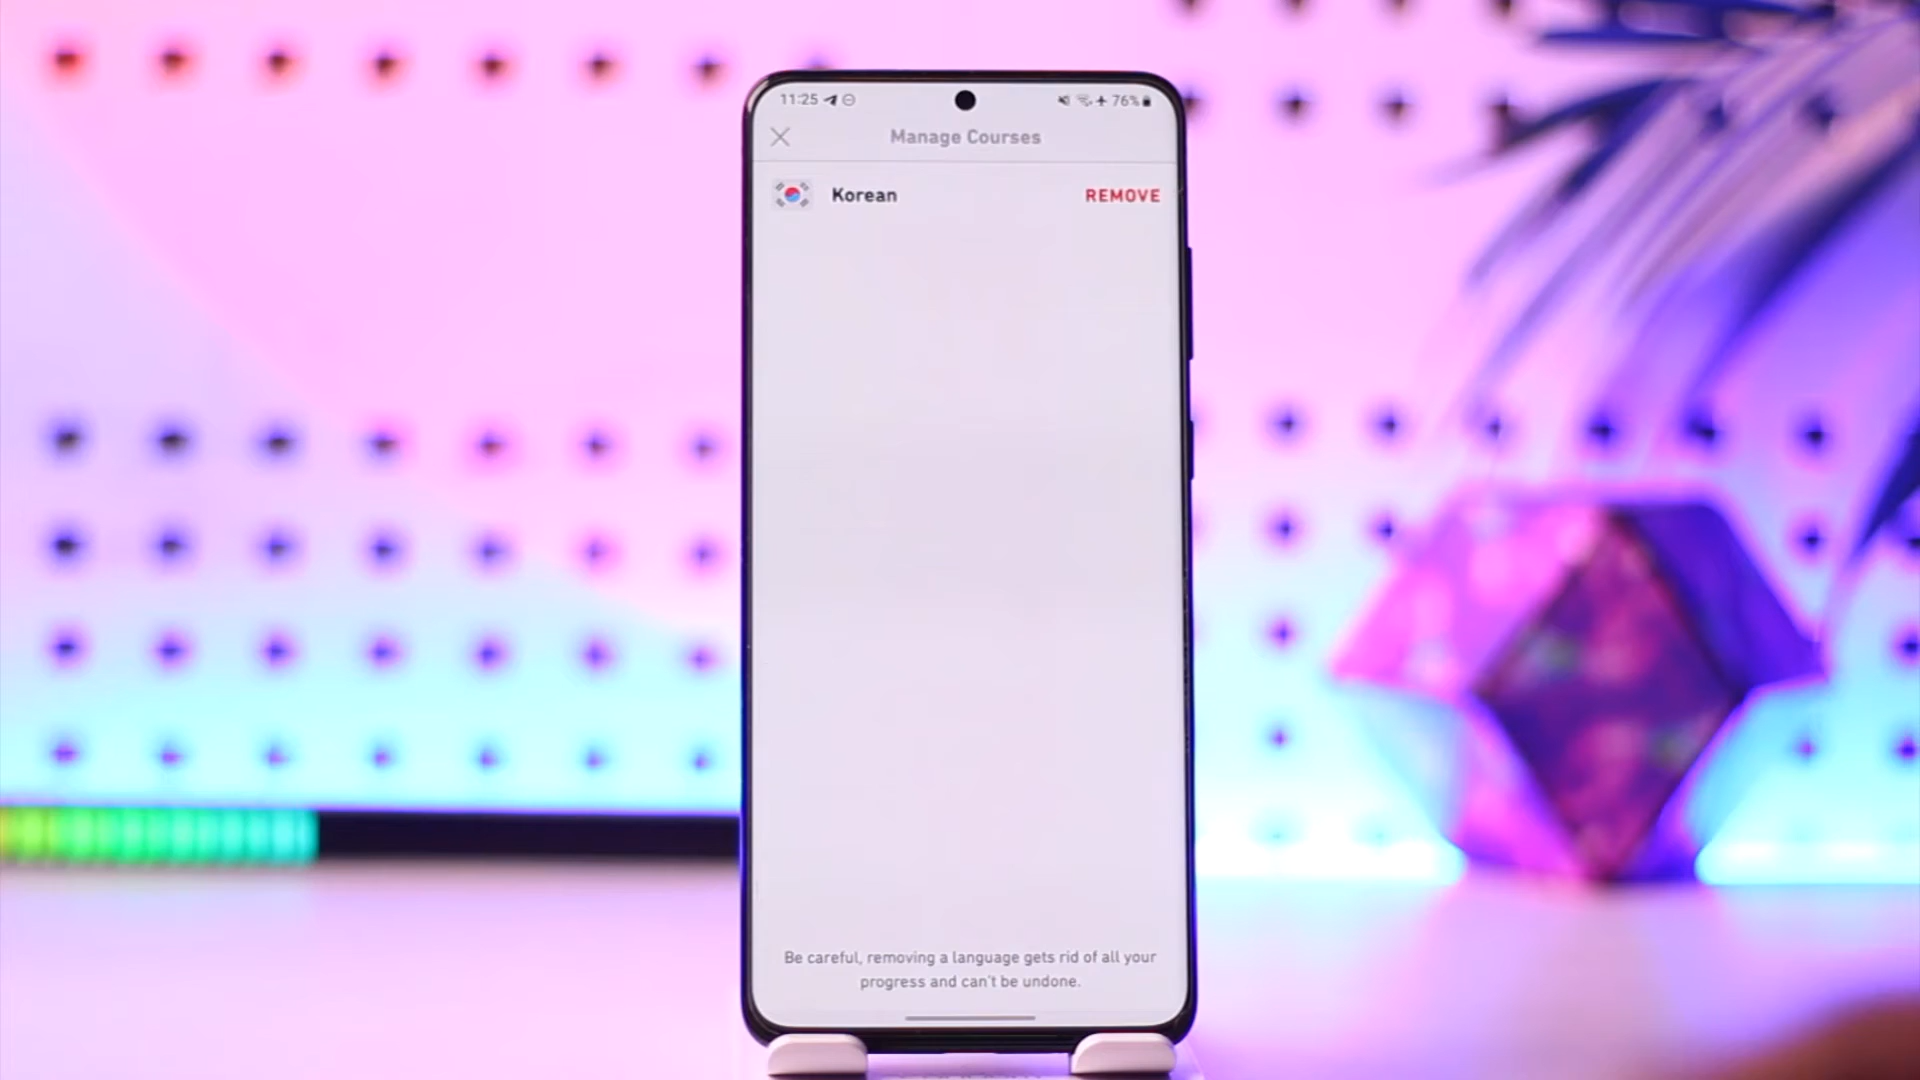 11:25 76%
Manage Courses
Korean REMOVE
Be careful, removing a language gets rid of all your
progress and can't be undone.